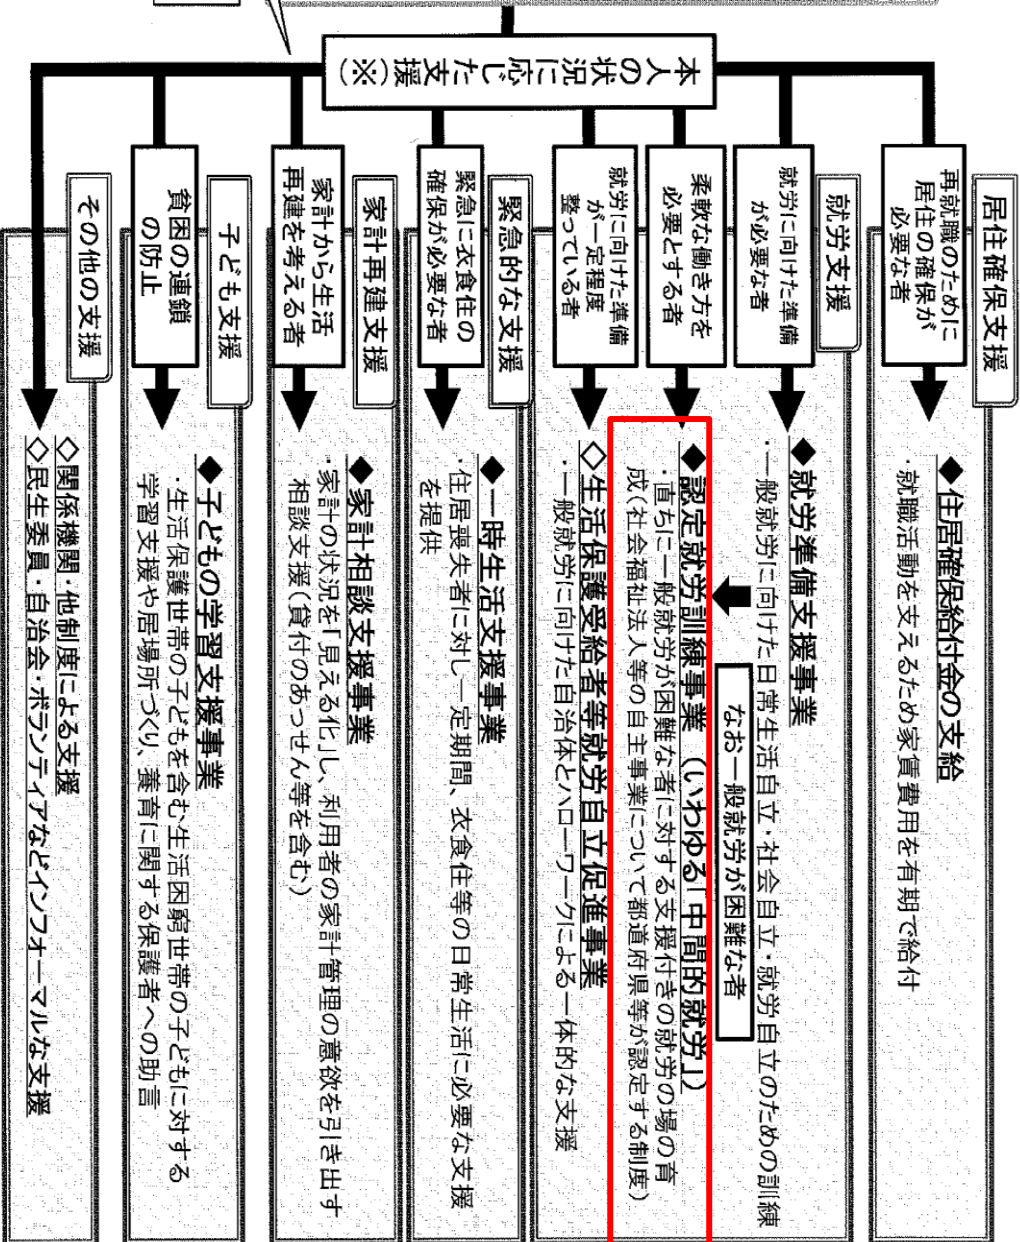 本人の状況に応じた支援(※)
居住確保支援
再就職のために
居住の確保が
必要な者
◆住居確保給付金の支給
・就職活動を支えるため家賃費用を有期で給付
就労支援
就労に向けた準備
が必要な者
◆就労準備支援事業
・一般就労に向けた日常生活自立・社会自立・就労自立のための訓練
なお一般就労が困難な者
柔軟な働き方を
必要とする者
◆認定就労訓練事業(いわゆる「中間的就労」)
・直ちに一般就労が困難な者に対する支援付きの就労の場の育
成(社会福祉法人等の自主事業について都道府県等が認定する制度)
就労に向けた準備
が一定程度
整っている者
◇生活保護受給者等就労自立促進事業
・一般就労に向けた自治体とハローワークによる一体的な支援
緊急的な支援
緊急に衣食住の
確保が必要な者
◆一時生活支援事業
・住居喪失者に対し一定期間、衣食住等の日常生活に必要な支援
を提供
家計再建支援
家計から生活
再建を考える者
◆家計相談支援事業
・家計の状況を「見える化」し、利用者の家計管理の意欲を引き出す
相談支援(貸付のあっせん等を含む)
子ども支援
貧困の連鎖
の防止
◆子どもの学習支援事業
・生活保護世帯の子どもを含む生活困窮世帯の子どもに対する
学習支援や居場所づくり、養育に関する保護者への助言
その他の支援
◇関係機関・他制度による支援
◇民生委員・自治会・ボランティアなどインフォーマルな支援